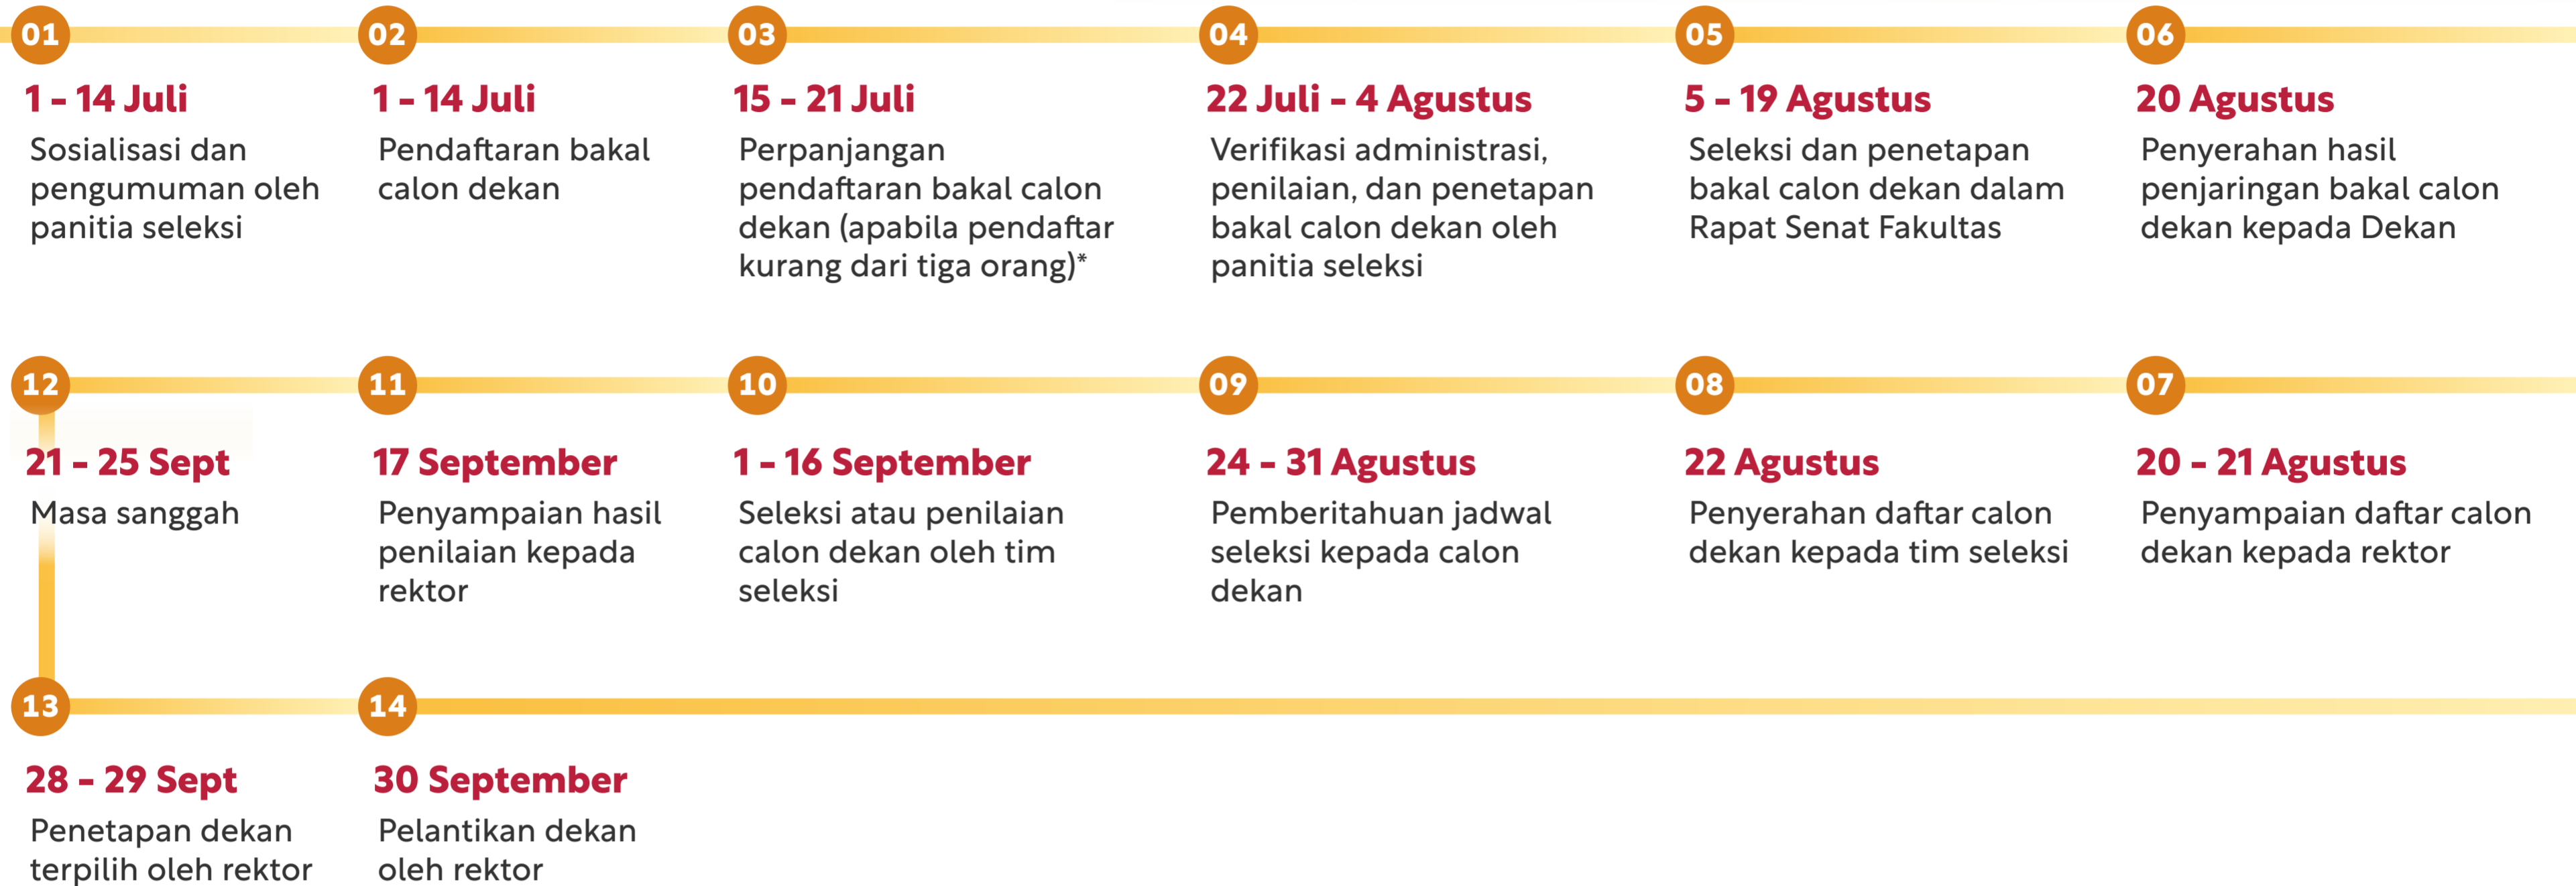 01
1 - 14 Juli
Sosialisasi dan
pengumuman oleh
panitia seleksi
02
1 - 14 Juli
Pendaftaran bakal
calon dekan
03
15 - 21 Juli
Perpanjangan
pendaftaran bakal calon
dekan (apabila pendaftar
kurang dari tiga orang)*
04
22 Juli - 4 Agustus
Verifikasi administrasi,
penilaian, dan penetapan
bakal calon dekan oleh
panitia seleksi
05
5 - 19 Agustus
Seleksi dan penetapan
bakal calon dekan dalam
Rapat Senat Fakultas
06
20 Agustus
Penyerahan hasil
penjaringan bakal calon
dekan kepada Dekan
07
20 - 21 Agustus
Penyampaian daftar calon
dekan kepada rektor
08
22 Agustus
Penyerahan daftar calon
dekan kepada tim seleksi
09
24 - 31 Agustus
Pemberitahuan jadwal
seleksi kepada calon
dekan
10
1 - 16 September
Seleksi atau penilaian
calon dekan oleh tim
seleksi
11
17 September
Penyampaian hasil
penilaian kepada
rektor
12
21 - 25 Sept
Masa sanggah
13
28 - 29 Sept
Penetapan dekan
terpilih oleh rektor
14
30 September
Pelantikan dekan
oleh rektor